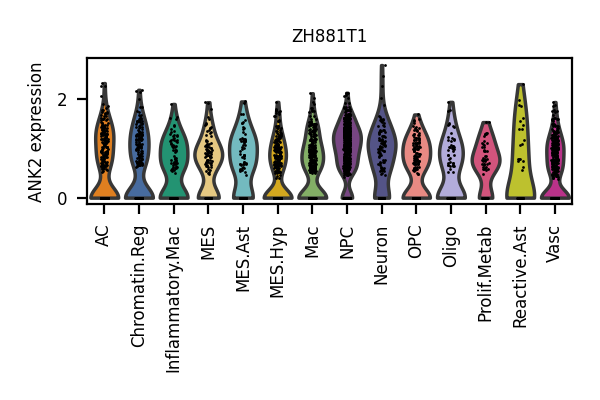 ZH881T1
ANK2 expression
2
0
AC
Chromatin.Reg
Inflammatory.Mac
MES
MES.Ast
MES.Hyp
Mac
NPC
Neuron
OPC
Oligo
Prolif.Metab
Reactive.Ast
Vasc